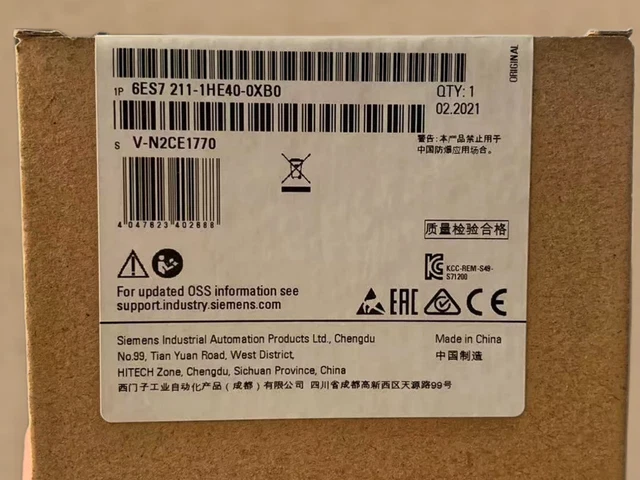 ORIGINAL
1P 6ES7 211-1HE40-0XB0
QTY: 1
02.2021
S V-N2CE1770
警告: 本产品禁止用于
中国防爆应用场合。
4 047623 402688
质量检验合格
KCC-REM-S49-
S71200
For updated OSS information see
support.industry.siemens.com
EAC
Siemens Industrial Automation Products Ltd., Chengdu
No.99, Tian Yuan Road, West District,
HITECH Zone, Chengdu, Sichuan Province, China
西门子工业自动化产品（成都）有限公司 四川省成都高新西区天源路99号
Made in China
中国制造